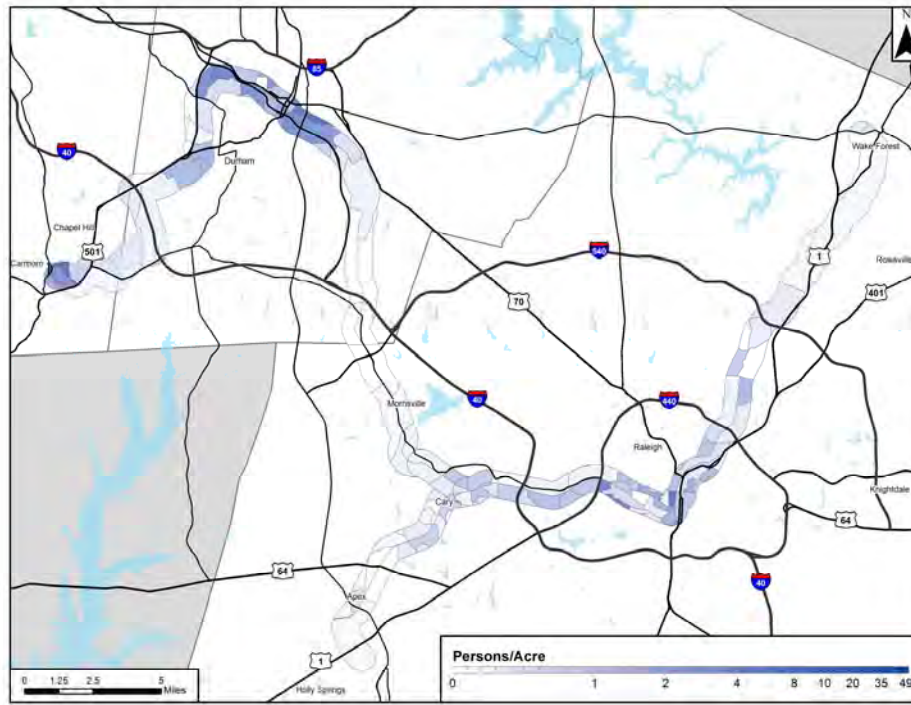 N
85
40
Durham
Wake Forest
Chapel Hill
501
Carrboro
1
540
Rolesville
401
70
40
Morrisville
440
Raleigh
Cary
Knightdale
64
64
40
Apex
1
Holly Springs
0 1.25 2.5 5
Miles
Persons/Acre
0 1 2 4 8 10 20 35 49